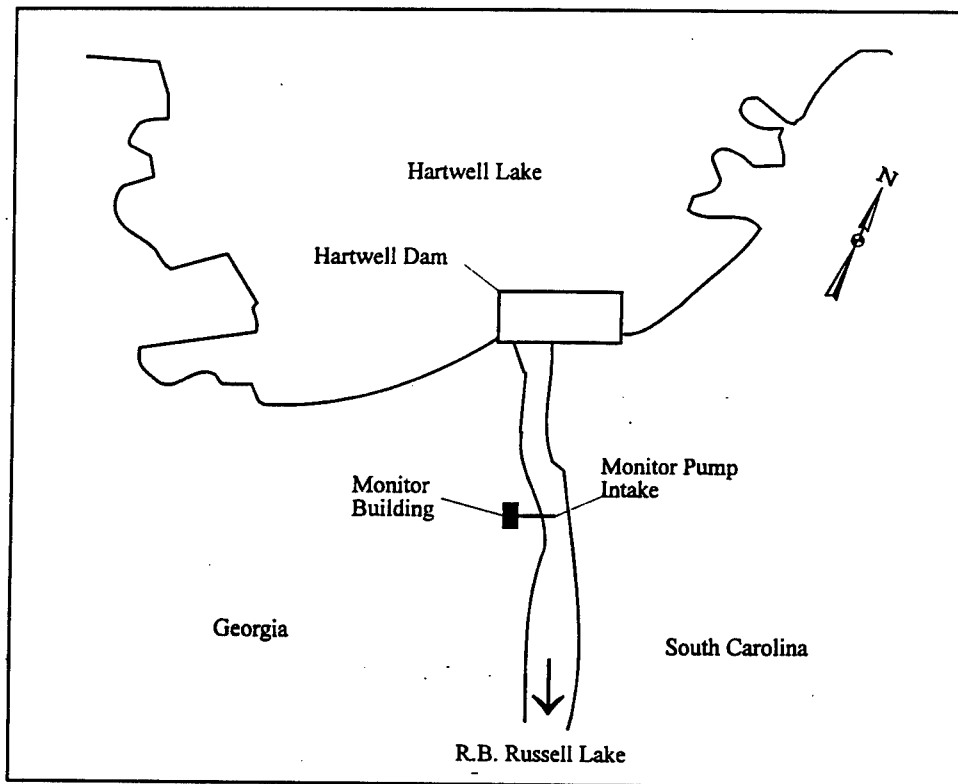 Hartwell Lake
N
Hartwell Dam
Monitor Pump
Intake
Monitor
Building
Georgia
South Carolina
R.B. Russell Lake